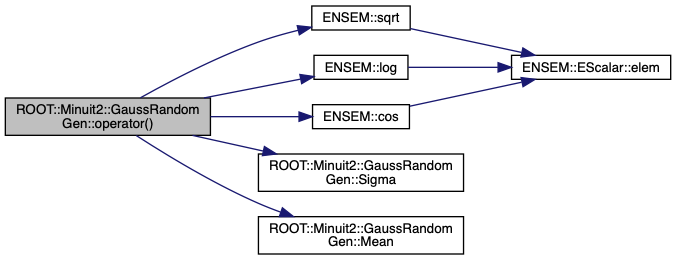 ENSEM::sqrt
ENSEM::log
ENSEM::EScalar::elem
ROOT::Minuit2::GaussRandom
Gen::operator()
ENSEM::cos
ROOT::Minuit2::GaussRandom
Gen::Sigma
ROOT::Minuit2::GaussRandom
Gen::Mean